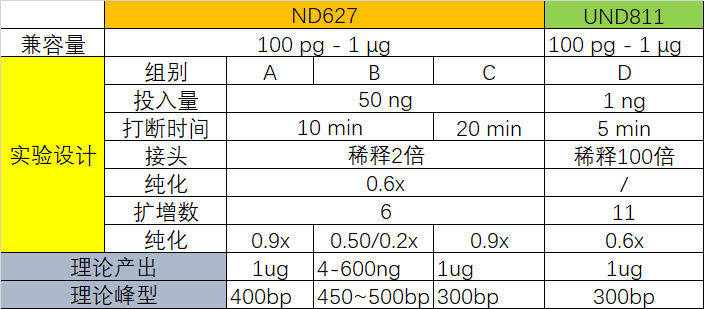 ND627 UND811
兼容量 100 pg - 1 μg 100 pg - 1 μg
实验设计 组别 A B C D
投入量 50 ng 1 ng
打断时间 10 min 20 min 5 min
接头 稀释2倍 稀释100倍
纯化 0.6x /
扩增数 6 11
纯化 0.9x 0.50/0.2x 0.9x 0.6x
理论产出 1ug 4-600ng 1ug 1ug
理论峰型 400bp 450~500bp 300bp 300bp